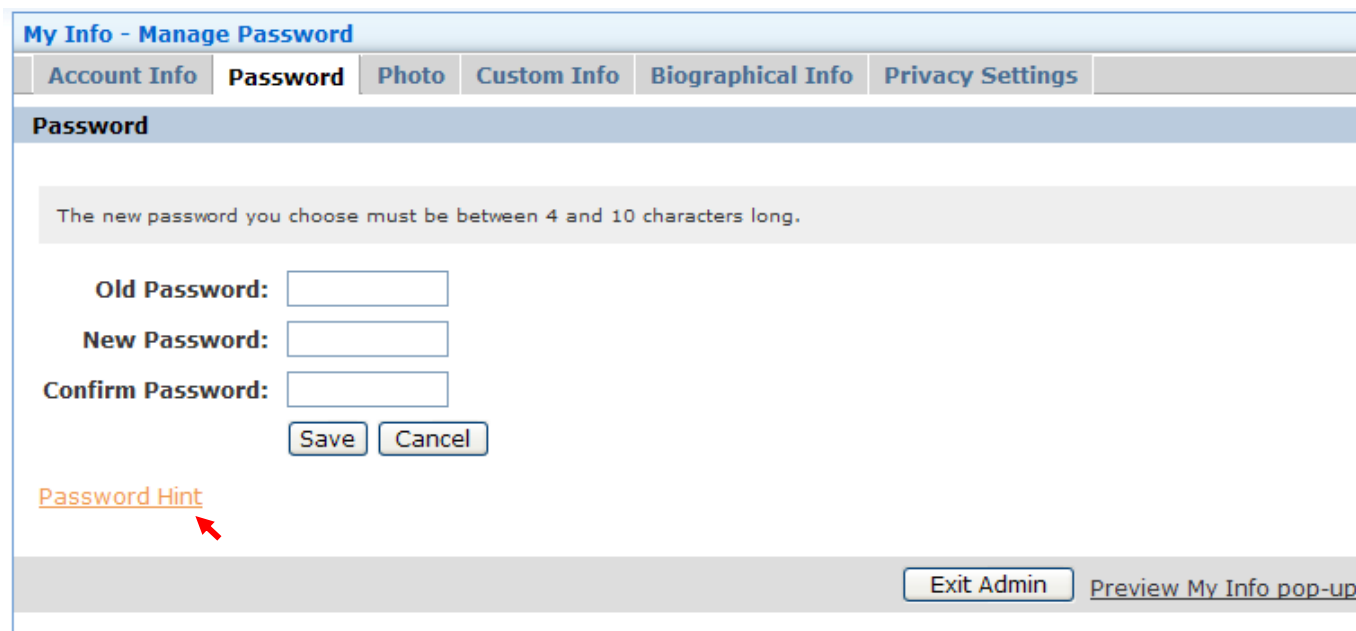 My Info - Manage Password
Account Info Password Photo Custom Info Biographical Info Privacy Settings
Password
The new password you choose must be between 4 and 10 characters long.
Old Password:
New Password:
Confirm Password:
Save Cancel
Password Hint
Exit Admin Preview My Info pop-up